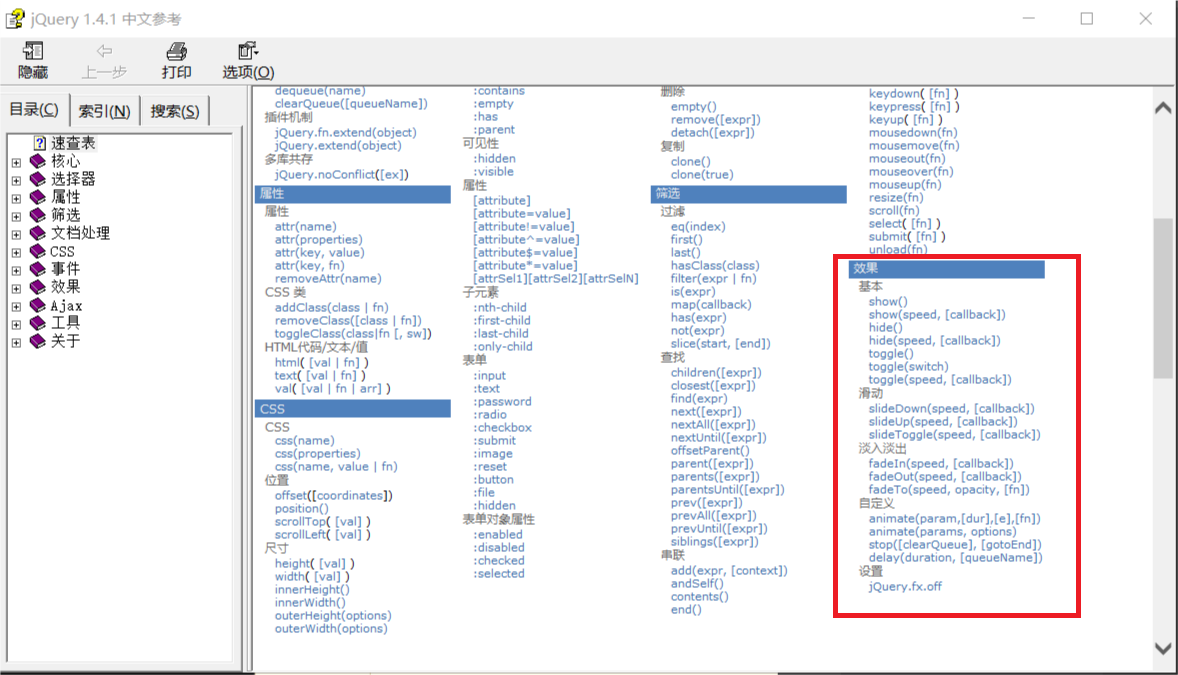 jQuery 1.4.1 中文参考
隐藏
上一步
打印
选项(O)
目录(C)
索引(N)
搜索(S)
速查表
核心
选择器
属性
筛选
文档处理
CSS
事件
效果
Ajax
工具
关于
dequeue(name)
clearQueue([queueName])
插件机制
jQuery.fn.extend(object)
jQuery.extend(object)
多库共存
jQuery.noConflict([ex])
属性
属性
attr(name)
attr(properties)
attr(key, value)
attr(key, fn)
removeAttr(name)
CSS 类
addClass(class | fn)
removeClass([class | fn])
toggleClass(class|fn [, sw])
HTML代码/文本/值
html( [val | fn] )
text( [val | fn] )
val( [val | fn | arr] )
CSS
CSS
css(name)
css(properties)
css(name, value | fn)
位置
offset([coordinates])
position()
scrollTop( [val] )
scrollLeft( [val] )
尺寸
height( [val] )
width( [val] )
innerHeight()
innerWidth()
outerHeight(options)
outerWidth(options)
:contains
:empty
:has
:parent
可见性
:hidden
:visible
属性
[attribute]
[attribute=value]
[attribute!=value]
[attribute^=value]
[attribute$=value]
[attribute*=value]
[attrSel1][attrSel2][attrSelN]
子元素
:nth-child
:first-child
:last-child
:only-child
表单
:input
:text
:password
:radio
:checkbox
:submit
:image
:reset
:button
:file
:hidden
表单对象属性
:enabled
:disabled
:checked
:selected
删除
empty()
remove([expr])
detach([expr])
复制
clone()
clone(true)
筛选
过滤
eq(index)
first()
last()
hasClass(class)
filter(expr | fn)
is(expr)
map(callback)
has(expr)
not(expr)
slice(start, [end])
查找
children([expr])
closest([expr])
find(expr)
next([expr])
nextAll([expr])
nextUntil([expr])
offsetParent()
parent([expr])
parents([expr])
parentsUntil([expr])
prev([expr])
prevAll([expr])
prevUntil([expr])
siblings([expr])
串联
add(expr, [context])
andSelf()
contents()
end()
keydown( [fn] )
keypress( [fn] )
keyup( [fn] )
mousedown(fn)
mousemove(fn)
mouseout(fn)
mouseover(fn)
mouseup(fn)
resize(fn)
scroll(fn)
select( [fn] )
submit( [fn] )
unload(fn)
效果
基本
show()
show(speed, [callback])
hide()
hide(speed, [callback])
toggle()
toggle(switch)
toggle(speed, [callback])
滑动
slideDown(speed, [callback])
slideUp(speed, [callback])
slideToggle(speed, [callback])
淡入淡出
fadeIn(speed, [callback])
fadeOut(speed, [callback])
fadeTo(speed, opacity, [fn])
自定义
animate(param,[dur],[e],[fn])
animate(params, options)
stop([clearQueue], [gotoEnd])
delay(duration, [queueName])
设置
jQuery.fx.off